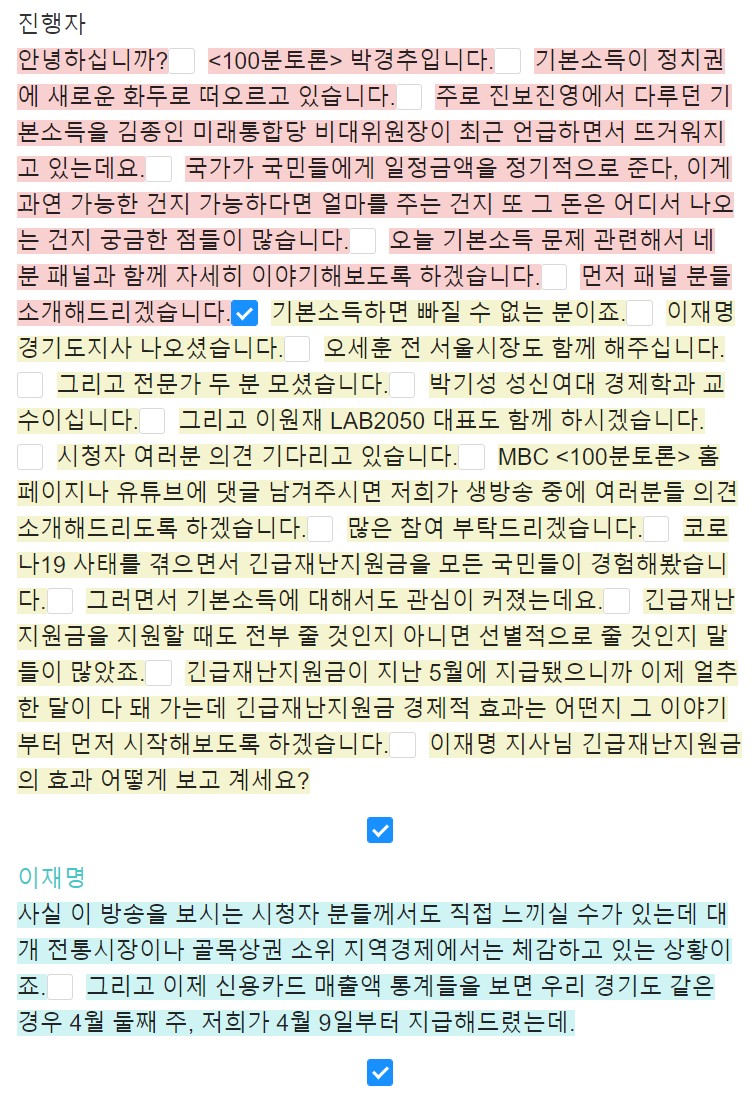 진행자
안녕하십니까? <100분토론> 박경추입니다. 기본소득이 정치권
에 새로운 화두로 떠오르고 있습니다. 주로 진보진영에서 다루던 기
본소득을 김종인 미래통합당 비대위원장이 최근 언급하면서 뜨거워지
고 있는데요. 국가가 국민들에게 일정금액을 정기적으로 준다, 이게
과연 가능한 건지 가능하다면 얼마를 주는 건지 또 그 돈은 어디서 나오
는 건지 궁금한 점들이 많습니다. 오늘 기본소득 문제 관련해서 네
분 패널과 함께 자세히 이야기해보도록 하겠습니다. 먼저 패널 분들
소개해드리겠습니다. 기본소득하면 빠질 수 없는 분이죠. 이재명
경기도지사 나오셨습니다. 오세훈 전 서울시장도 함께 해주십니다.
그리고 전문가 두 분 모셨습니다. 박기성 성신여대 경제학과 교
수이십니다. 그리고 이원재 LAB2050 대표도 함께 하시겠습니다.
시청자 여러분 의견 기다리고 있습니다. MBC <100분토론> 홈
페이지나 유튜브에 댓글 남겨주시면 저희가 생방송 중에 여러분들 의견
소개해드리도록 하겠습니다. 많은 참여 부탁드리겠습니다. 코로
나19 사태를 겪으면서 긴급재난지원금을 모든 국민들이 경험해봤습니
다. 그러면서 기본소득에 대해서도 관심이 커졌는데요. 긴급재난
지원금을 지원할 때도 전부 줄 것인지 아니면 선별적으로 줄 것인지 말
들이 많았죠. 긴급재난지원금이 지난 5월에 지급됐으니까 이제 얼추
한 달이 다 돼 가는데 긴급재난지원금 경제적 효과는 어떤지 그 이야기
부터 먼저 시작해보도록 하겠습니다. 이재명 지사님 긴급재난지원금
의 효과 어떻게 보고 계세요?
이재명
사실 이 방송을 보시는 시청자 분들께서도 직접 느끼실 수가 있는데 대
개 전통시장이나 골목상권 소위 지역경제에서는 체감하고 있는 상황이
죠. 그리고 이제 신용카드 매출액 통계들을 보면 우리 경기도 같은
경우 4월 둘째 주, 저희가 4월 9일부터 지급해드렸는데.